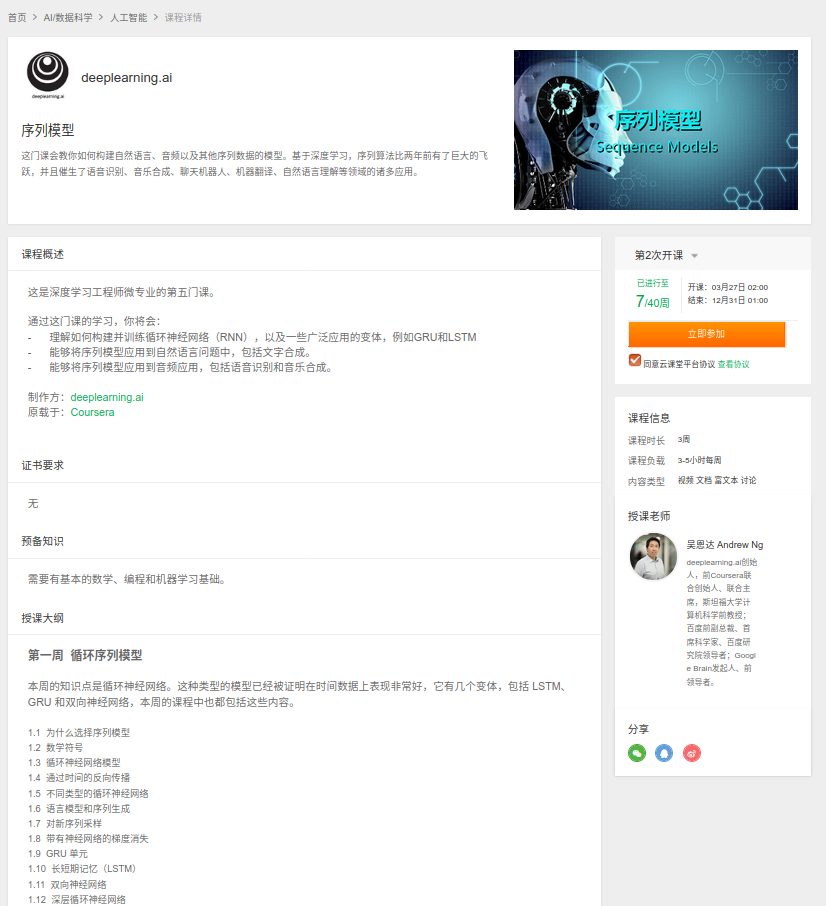 首页 > AI/数据科学 > 人工智能 > 课程详情
deeplearning.ai
deeplearning.ai
序列模型
这门课会教你如何构建自然语言、音频以及其他序列数据的模型。基于深度学习，序列算法比两年前有了巨大的飞
跃，并且催生了语音识别、音乐合成、聊天机器人、机器翻译、自然语言理解等领域的诸多应用。
序列模型
Sequence Models
课程概述
这是深度学习工程师微专业的第五门课。
通过这门课的学习，你将会：
- 理解如何构建并训练循环神经网络（RNN），以及一些广泛应用的变体，例如GRU和LSTM
- 能够将序列模型应用到自然语言问题中，包括文字合成。
- 能够将序列模型应用到音频应用，包括语音识别和音乐合成。
制作方：deeplearning.ai
原载于：Coursera
证书要求
无
预备知识
需要有基本的数学、编程和机器学习基础。
授课大纲
第一周 循环序列模型
本周的知识点是循环神经网络。这种类型的模型已经被证明在时间数据上表现非常好，它有几个变体，包括 LSTM、
GRU 和双向神经网络，本周的课程中也都包括这些内容。
1.1 为什么选择序列模型
1.2 数学符号
1.3 循环神经网络模型
1.4 通过时间的反向传播
1.5 不同类型的循环神经网络
1.6 语言模型和序列生成
1.7 对新序列采样
1.8 带有神经网络的梯度消失
1.9 GRU 单元
1.10 长短期记忆（LSTM）
1.11 双向神经网络
1.12 深层循环神经网络
第2次开课
已进行至
7/40周
开课：03月27日 02:00
结束：12月31日 01:00
立即参加
同意云课堂平台协议 查看协议
课程信息
课程时长 3周
课程负载 3-5小时每周
内容类型 视频 文档 富文本 讨论
授课老师
吴恩达 Andrew Ng
deeplearning.ai创始
人，前Coursera联
合创始人、联合主
席，斯坦福大学计
算机科学前教授；
百度前副总裁、首
席科学家、百度研
究院领导者；Googl
e Brain发起人、前
领导者。
分享